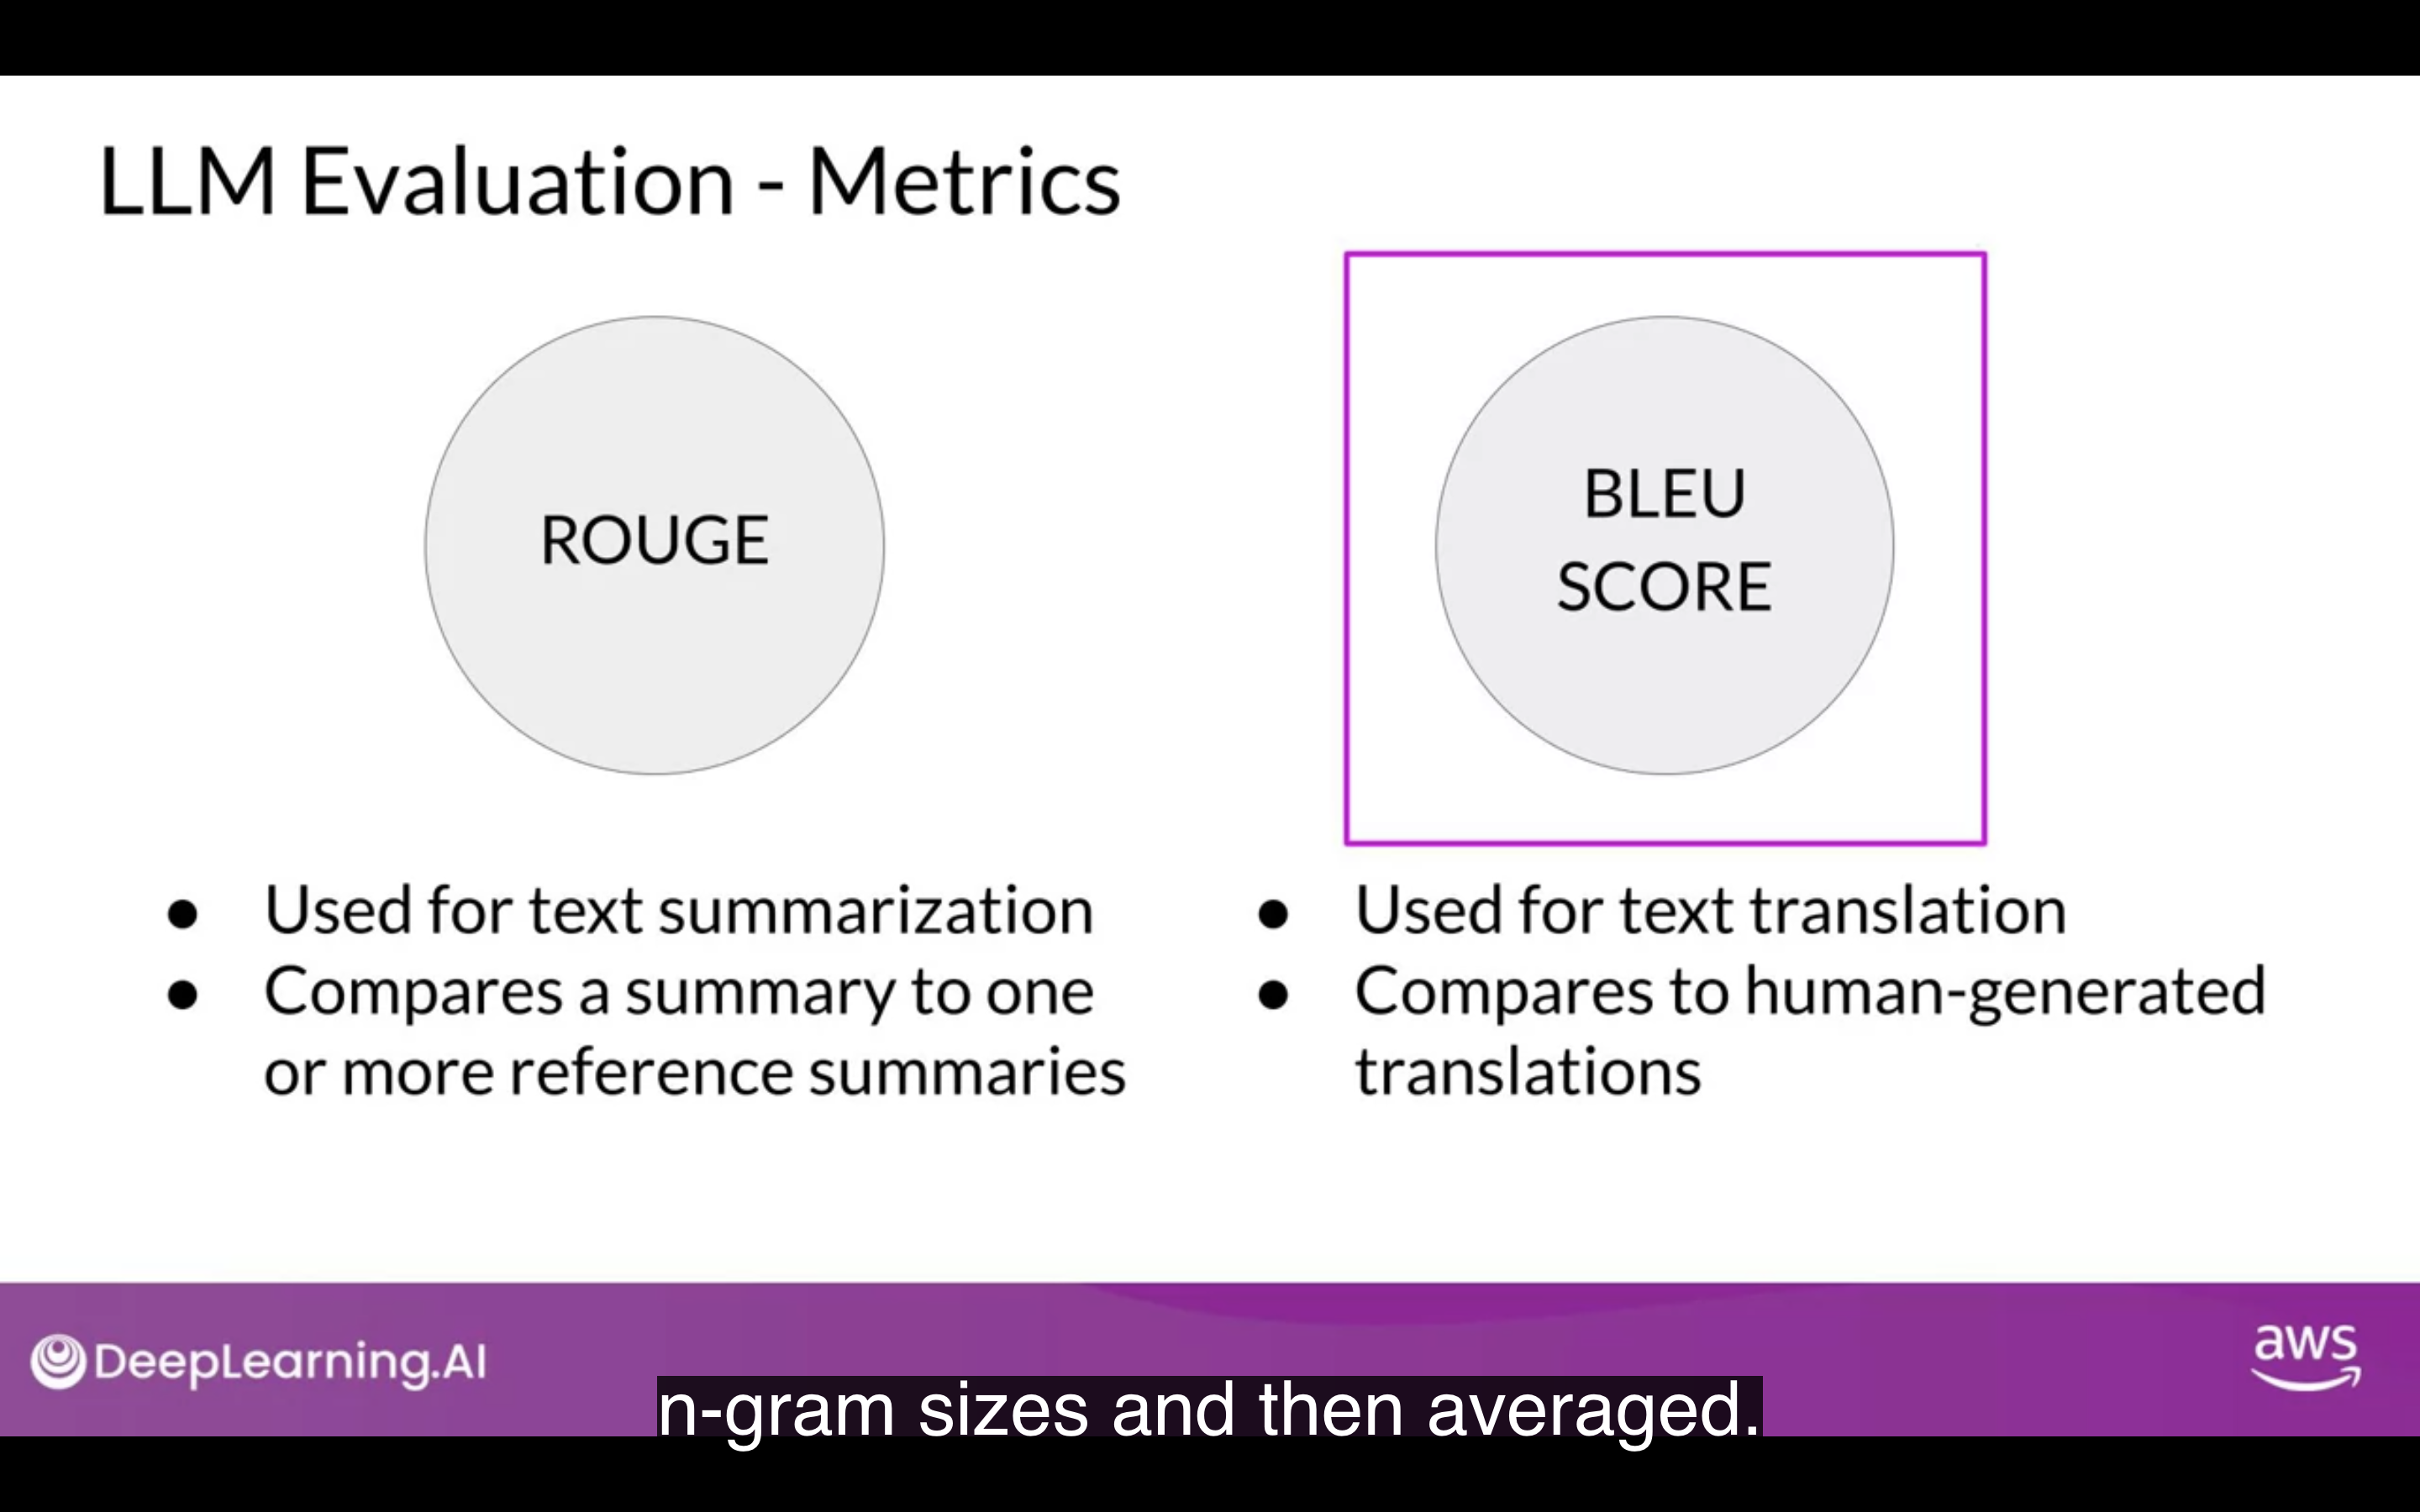 LLM Evaluation - Metrics
ROUGE
BLEU
SCORE
● Used for text summarization
● Compares a summary to one
or more reference summaries
● Used for text translation
● Compares to human-generated
translations
DeepLearning.AI
aws
n-gram sizes and then averaged.